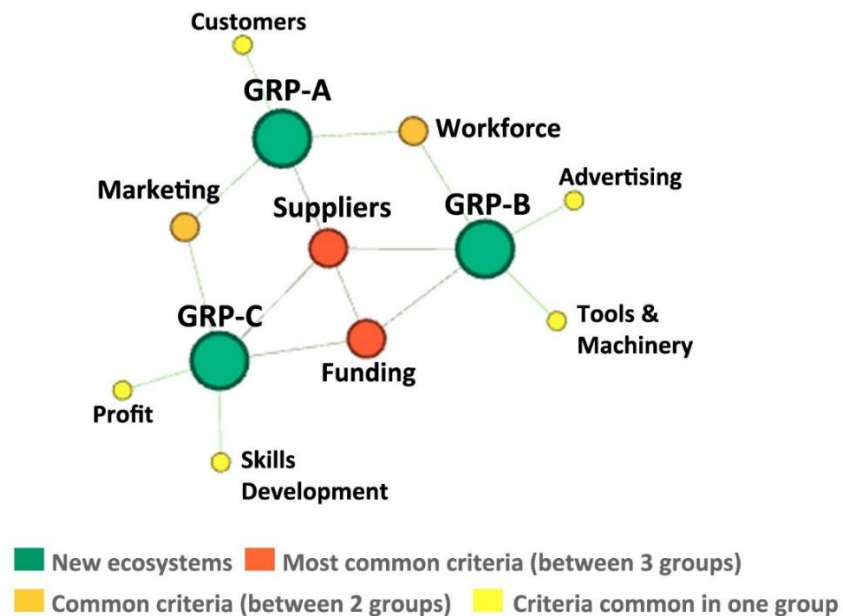 Customers
GRP-A
Workforce
Advertising
Marketing
Suppliers
GRP-B
GRP-C
Tools &
Machinery
Funding
Profit
Skills
Development
New ecosystems
Most common criteria (between 3 groups)
Common criteria (between 2 groups)
Criteria common in one group